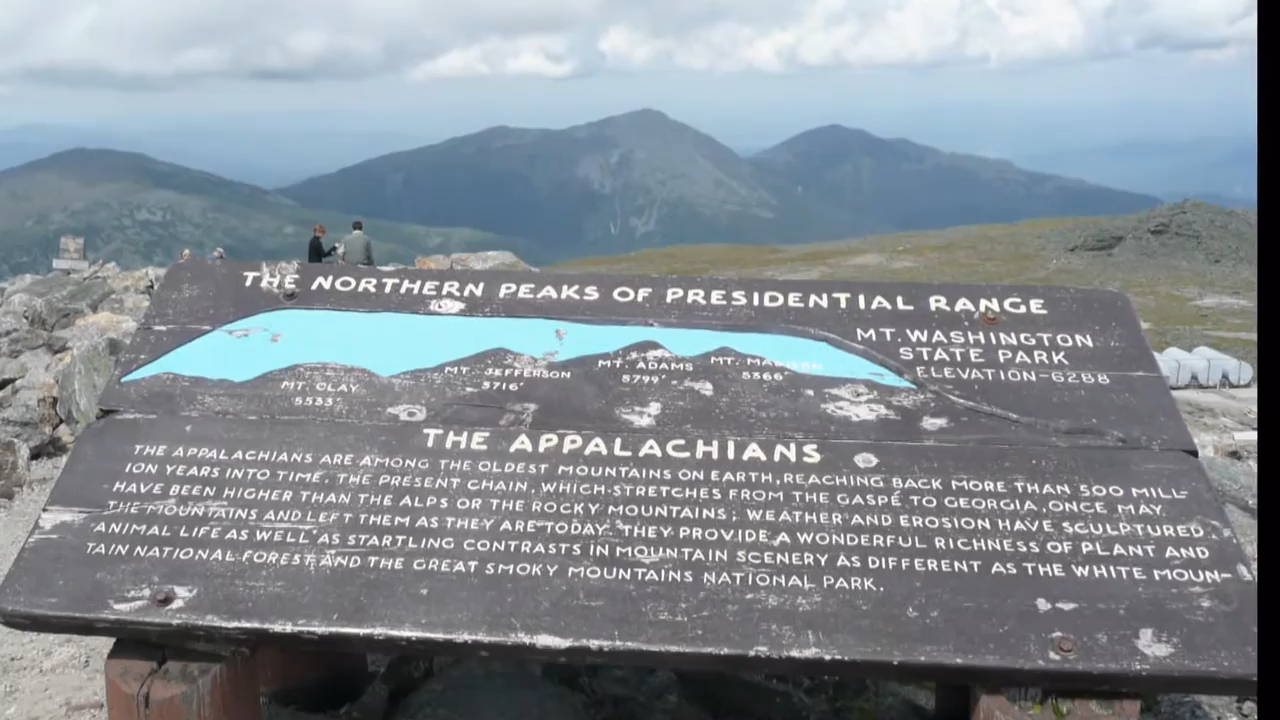 THE NORTHERN PEAKS OF PRESIDENTIAL RANGE
MT. WASHINGTON
STATE PARK
ELEVATION-6288
MT. CLAY
5533'
MT. JEFFERSON
5716'
MT. ADAMS
5799'
MT. MADISON
5366'
THE APPALACHIANS
THE APPALACHIANS ARE AMONG THE OLDEST MOUNTAINS ON EARTH, REACHING BACK MORE THAN 500 MILL-
ION YEARS INTO TIME. THE PRESENT CHAIN, WHICH STRETCHES FROM THE GASPÉ TO GEORGIA, ONCE MAY
HAVE BEEN HIGHER THAN THE ALPS OR THE ROCKY MOUNTAINS; WEATHER AND EROSION HAVE SCULPTURED
THE MOUNTAINS AND LEFT THEM AS THEY ARE TODAY. THEY PROVIDE A WONDERFUL RICHNESS OF PLANT AND
ANIMAL LIFE AS WELL AS STARTLING CONTRASTS IN MOUNTAIN SCENERY AS DIFFERENT AS THE WHITE MOUN-
TAIN NATIONAL FOREST AND THE GREAT SMOKY MOUNTAINS NATIONAL PARK.